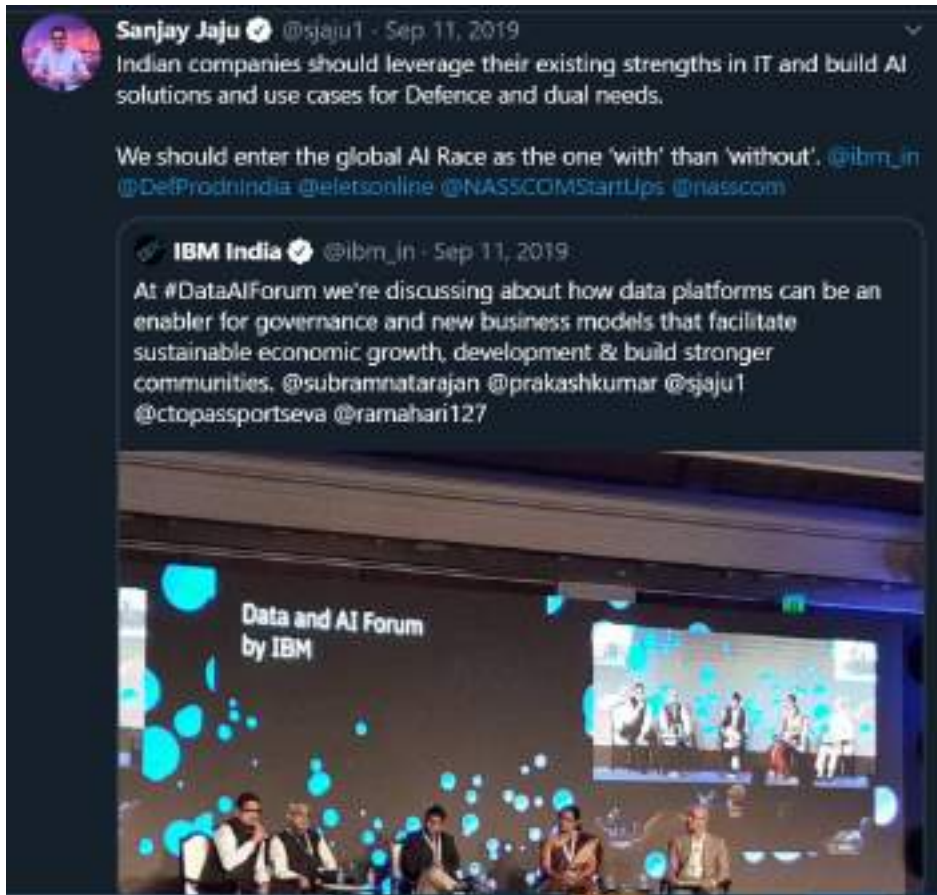 Sanjay Jaju @sjaju1 · Sep 11, 2019
Indian companies should leverage their existing strengths in IT and build AI
solutions and use cases for Defence and dual needs.
We should enter the global AI Race as the one 'with' than 'without'. @ibm_in
@DefProdnIndia @eletsonline @NASSCOMStartUps @nasscom
IBM India @ibm_in · Sep 11, 2019
At #DataAIForum we're discussing about how data platforms can be an
enabler for governance and new business models that facilitate
sustainable economic growth, development & build stronger
communities. @subramnatarajan @prakashkumar @sjaju1
@ctopassportseva @ramahari127
Data and AI Forum
by IBM